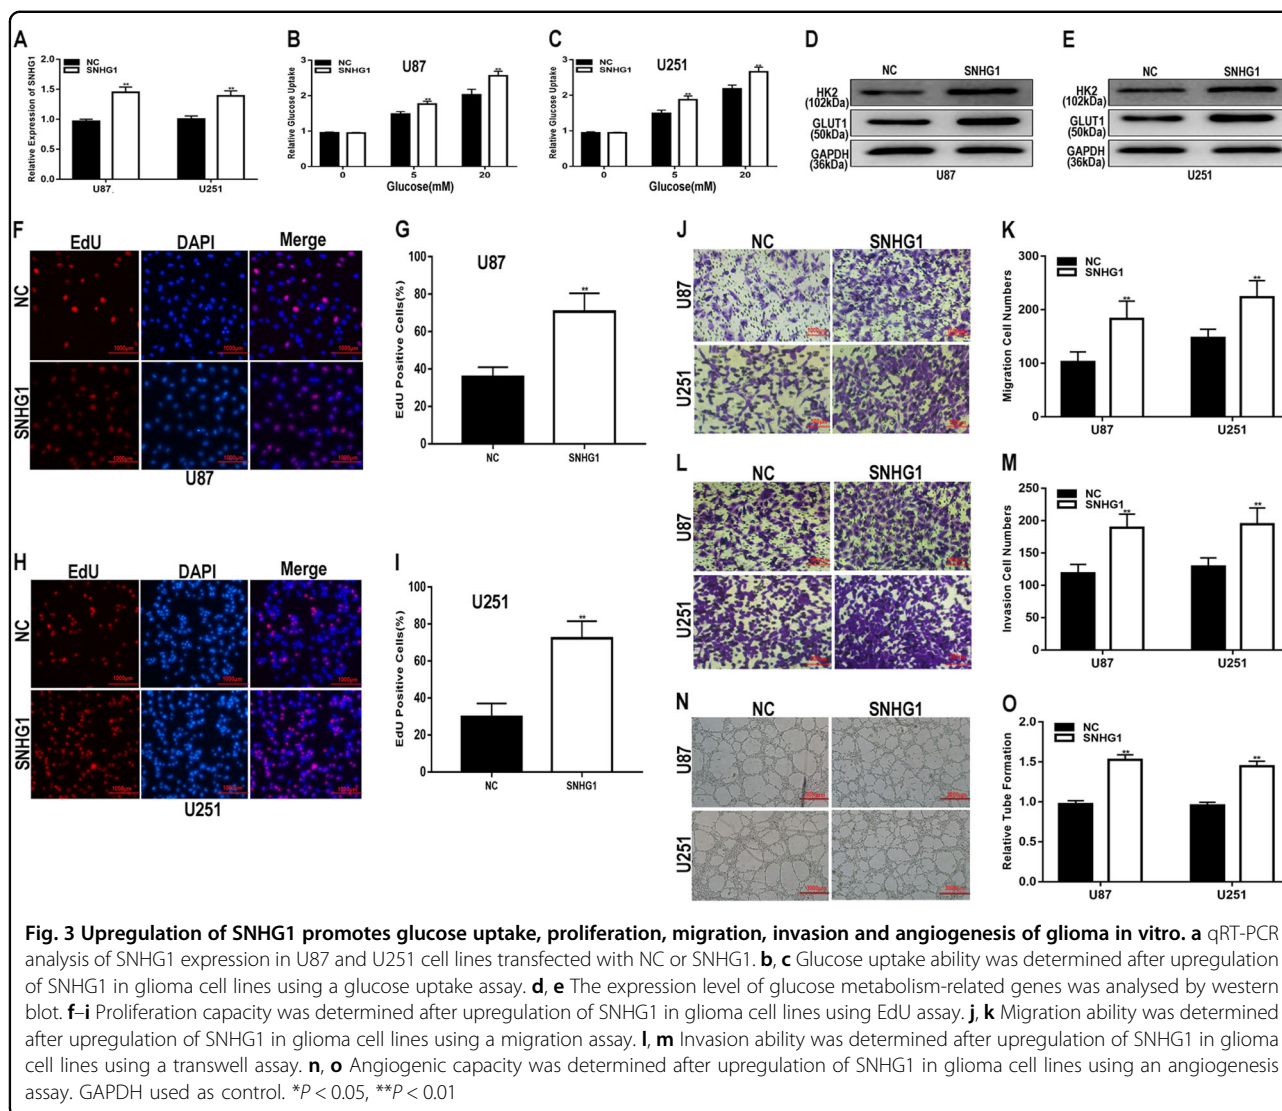 A
NC
SNHG1
Relative Expression of SNHG1
2.0
1.5
1.0
0.5
0.0
**
**
U87.
U251
B
NC
SNHG1
U87
Relative Glucose Uptake
3
2
1
0
**
**
0
5
20
Glucose(mM)
C
NC
SNHG1
U251
Relative Glucose Uptake
3
2
1
0
**
**
0
5
20
Glucose(mM)
D
NC SNHG1
HK2
(102kDa)
GLUT1
(50kDa)
GAPDH
(36kDa)
U87
E
NC SNHG1
HK2
(102kDa)
GLUT1
(50kDa)
GAPDH
(36kDa)
U251
F
EdU DAPI Merge
NC
1000μm 1000μm 1000μm
SNHG1
1000μm 1000μm 1000μm
U87
G
U87
EdU Positive Cells(%)
100
80
60
40
20
0
**
NC SNHG1
H
EdU DAPI Merge
NC
1000μm 1000μm 1000μm
SNHG1
1000μm 1000μm 1000μm
U251
I
U251
EdU Positive Cells(%)
100
80
60
40
20
0
**
NC SNHG1
J
NC SNHG1
U87
U251
K
NC
SNHG1
Migration Cell Numbers
300
200
100
0
**
**
U87 U251
L
NC SNHG1
U87
U251
M
NC
SNHG1
Invasion Cell Numbers
250
200
150
100
50
0
**
**
U87 U251
N
NC SNHG1
U87
U251
O
NC
SNHG1
Relative Tube Formation
2.0
1.5
1.0
0.5
0.0
**
**
U87 U251
Fig. 3 Upregulation of SNHG1 promotes glucose uptake, proliferation, migration, invasion and angiogenesis of glioma in vitro. a qRT-PCR
analysis of SNHG1 expression in U87 and U251 cell lines transfected with NC or SNHG1. b, c Glucose uptake ability was determined after upregulation
of SNHG1 in glioma cell lines using a glucose uptake assay. d, e The expression level of glucose metabolism-related genes was analysed by western
blot. f–i Proliferation capacity was determined after upregulation of SNHG1 in glioma cell lines using EdU assay. j, k Migration ability was determined
after upregulation of SNHG1 in glioma cell lines using a migration assay. l, m Invasion ability was determined after upregulation of SNHG1 in glioma
cell lines using a transwell assay. n, o Angiogenic capacity was determined after upregulation of SNHG1 in glioma cell lines using an angiogenesis
assay. GAPDH used as control. *P < 0.05, **P < 0.01